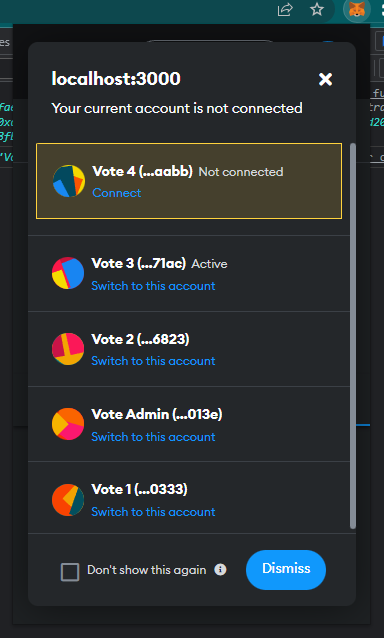 localhost:3000
Your current account is not connected
Vote 4 (...aabb) Not connected
Connect
Vote 3 (...71ac) Active
Switch to this account
Vote 2 (...6823)
Switch to this account
Vote Admin (...013e)
Switch to this account
Vote 1 (...0333)
Switch to this account
Don't show this again
Dismiss